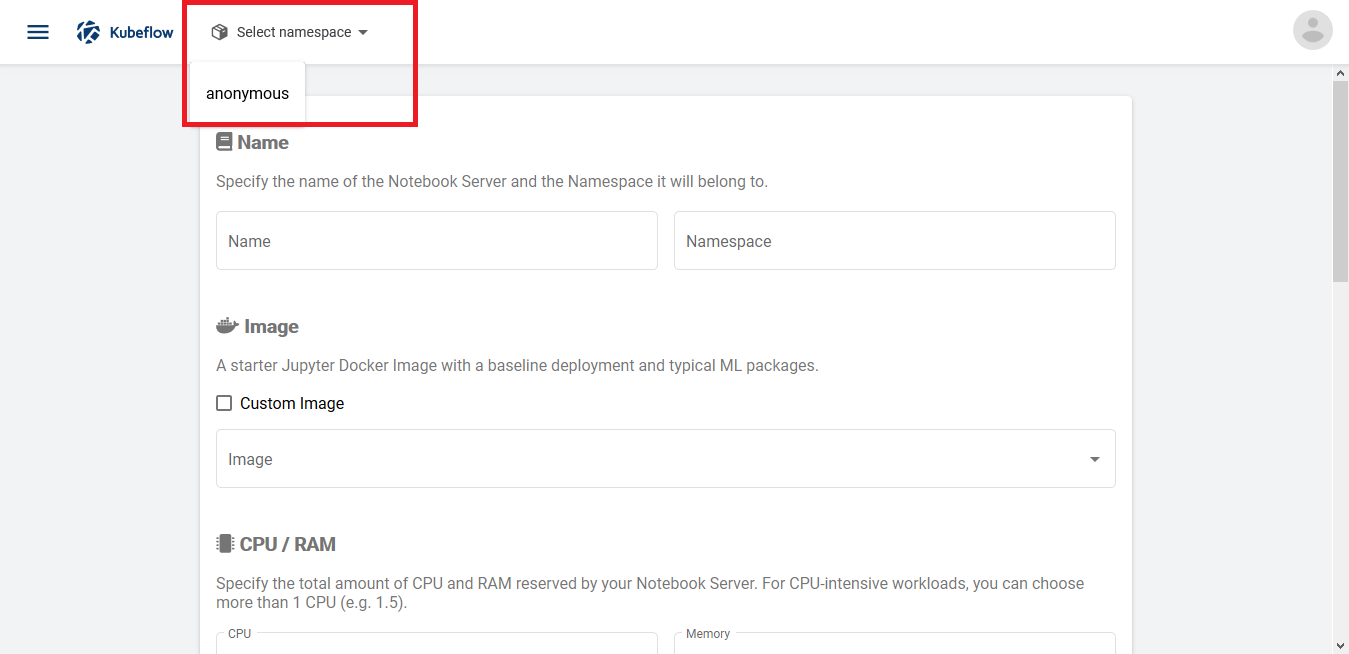 Kubeflow
Select namespace
anonymous
Name
Specify the name of the Notebook Server and the Namespace it will belong to.
Name
Namespace
Image
A starter Jupyter Docker Image with a baseline deployment and typical ML packages.
Custom Image
Image
CPU / RAM
Specify the total amount of CPU and RAM reserved by your Notebook Server. For CPU-intensive workloads, you can choose
more than 1 CPU (e.g. 1.5).
CPU
Memory